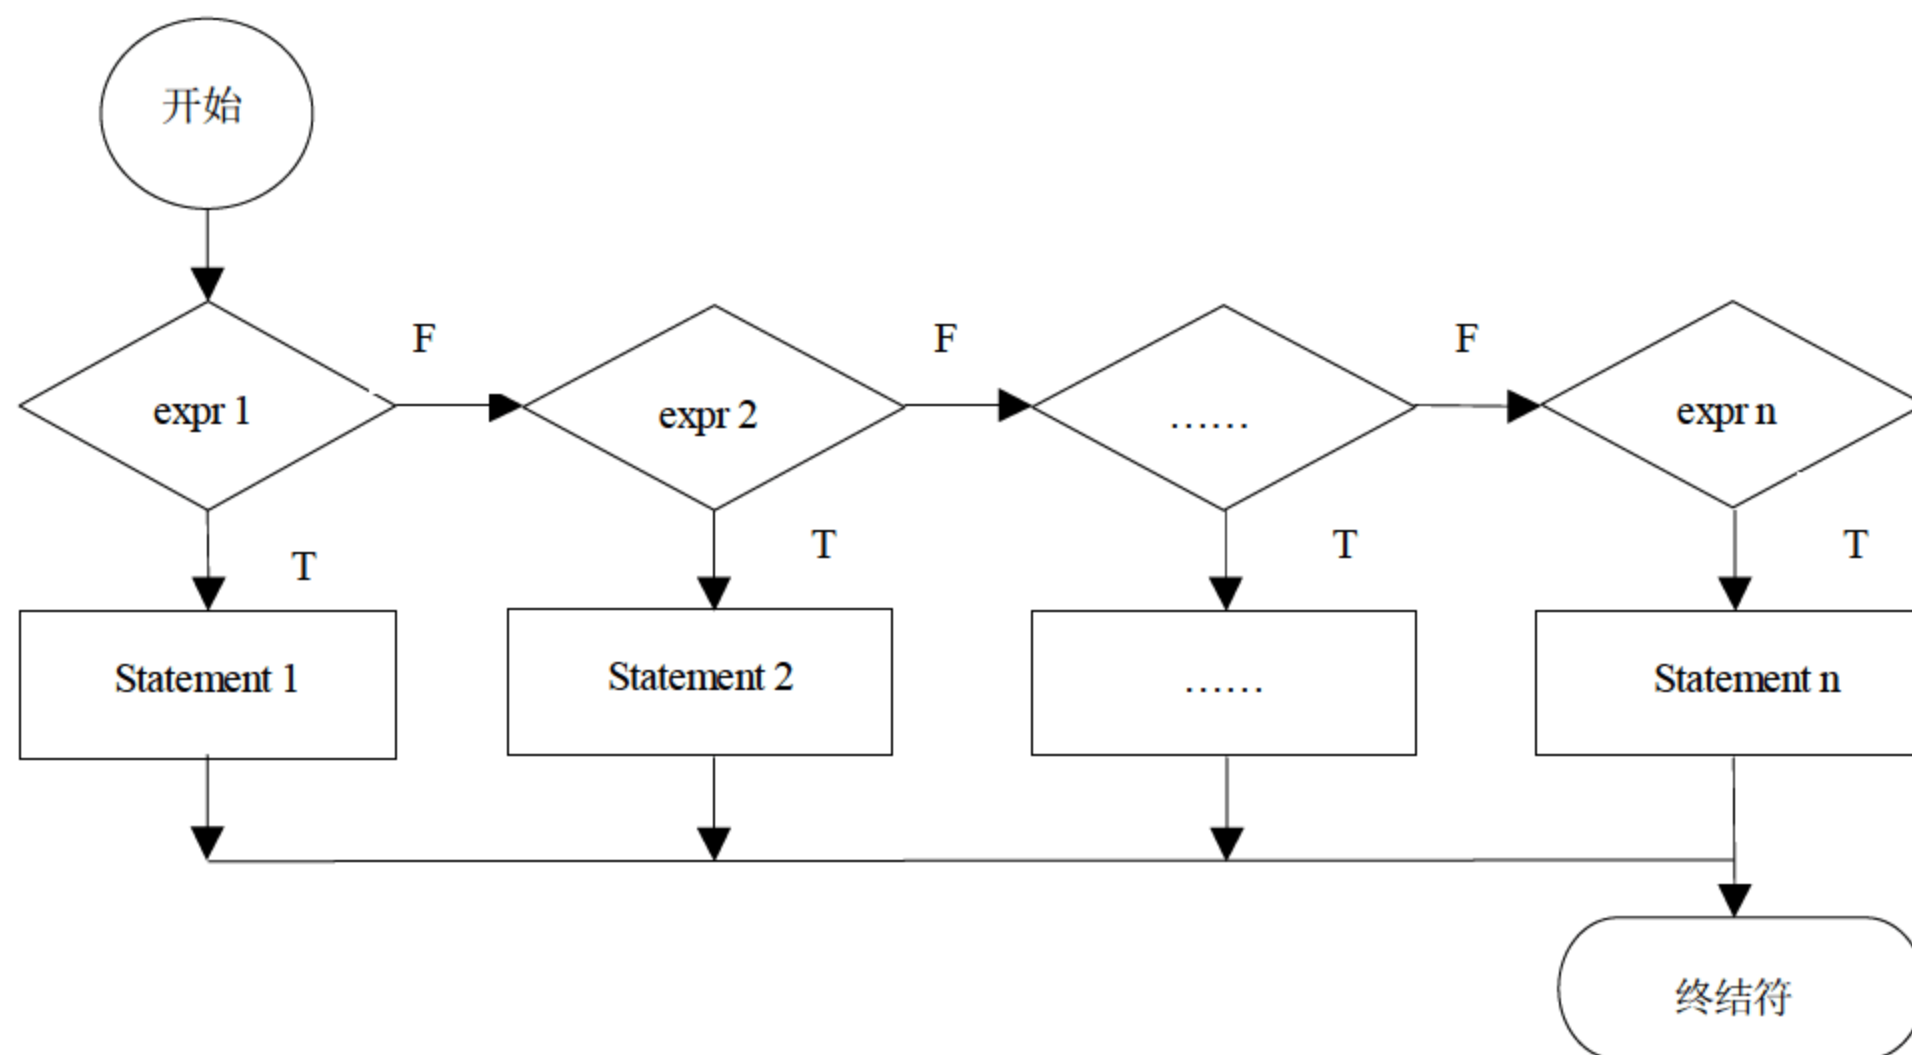 开始
F
F
F
expr 1
expr 2
......
expr n
T
T
T
T
Statement 1
Statement 2
......
Statement n
终结符